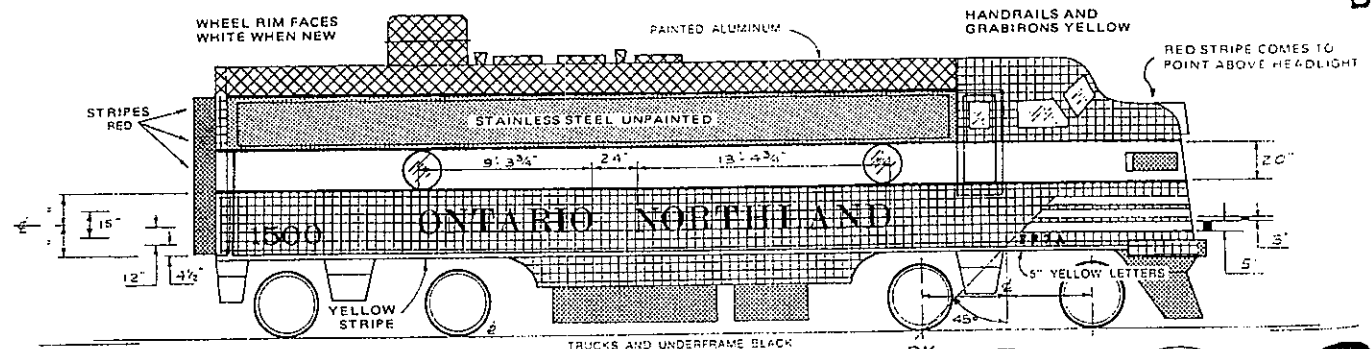 WHEEL RIM FACES
WHITE WHEN NEW
PAINTED ALUMINUM
HANDRAILS AND
GRABIRONS YELLOW
RED STRIPE COMES TO
POINT ABOVE HEADLIGHT
STRIPES
RED
STAINLESS STEEL UNPAINTED
9'-3¾"
24"
13'-4¾"
20"
15"
ONTARIO NORTHLAND
1500
12"
4½"
5"
5" YELLOW LETTERS
YELLOW
STRIPE
45°
TRUCKS AND UNDERFRAME BLACK